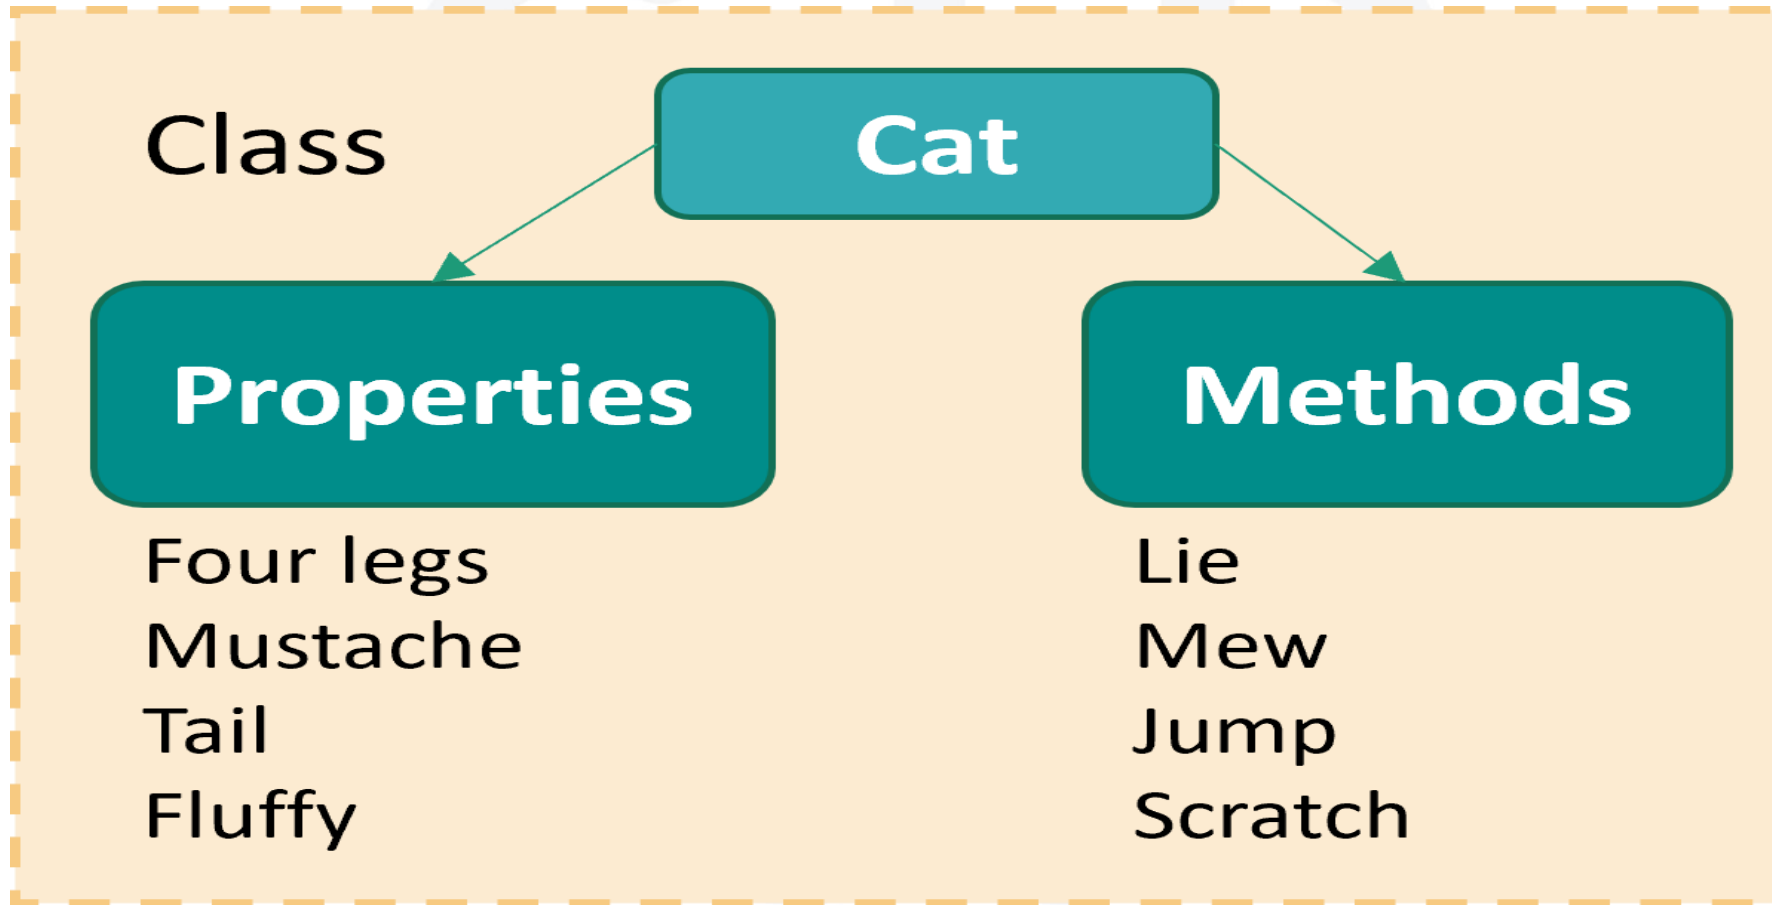 Class
Cat
Properties
Methods
Four legs
Mustache
Tail
Fluffy
Lie
Mew
Jump
Scratch